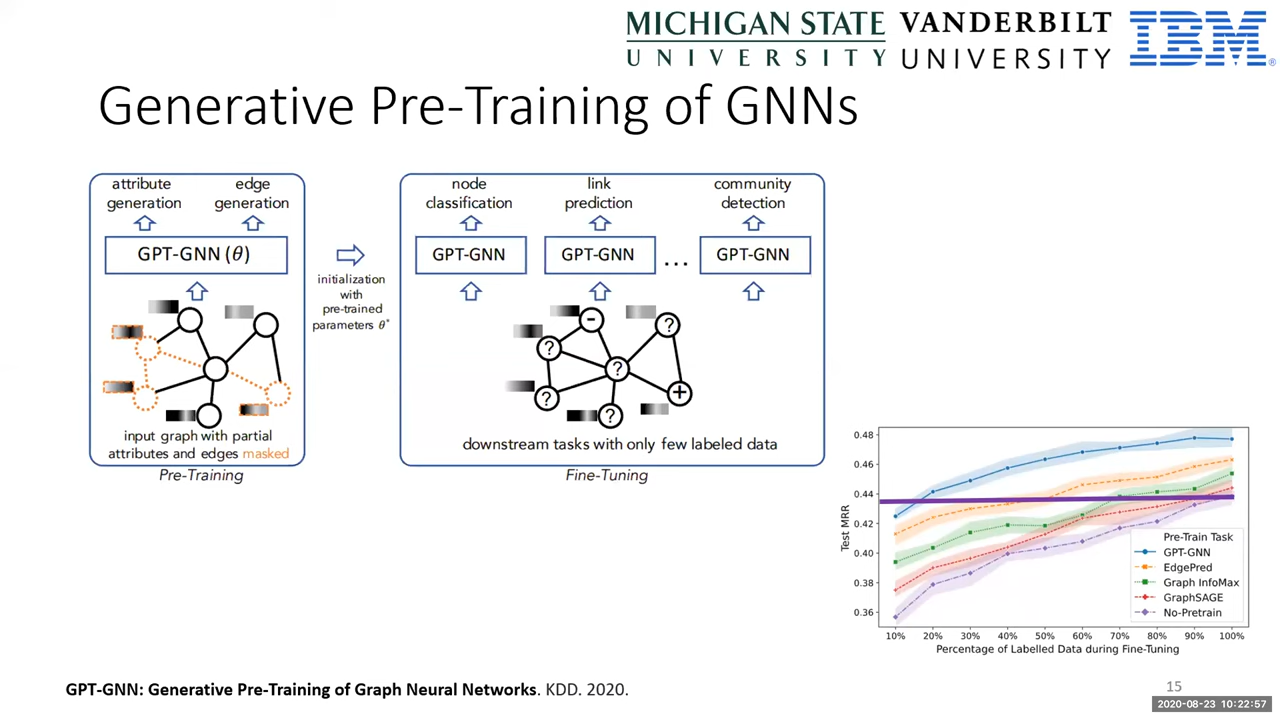 MICHIGAN STATE
UNIVERSITY
VANDERBILT
UNIVERSITY
IBM
®
Generative Pre-Training of GNNs
attribute
generation
edge
generation
GPT-GNN (θ)
input graph with partial
attributes and edges masked
Pre-Training
initialization
with
pre-trained
parameters θ*
node
classification
link
prediction
community
detection
GPT-GNN
GPT-GNN
...
GPT-GNN
-
?
?
?
?
+
?
downstream tasks with only few labeled data
Fine-Tuning
0.48
0.46
0.44
0.42
0.40
0.38
0.36
Test MRR
Pre-Train Task
GPT-GNN
EdgePred
Graph InfoMax
GraphSAGE
No-Pretrain
10% 20% 30% 40% 50% 60% 70% 80% 90% 100%
Percentage of Labelled Data during Fine-Tuning
GPT-GNN: Generative Pre-Training of Graph Neural Networks. KDD. 2020.
15
2020-08-23 10:22:57